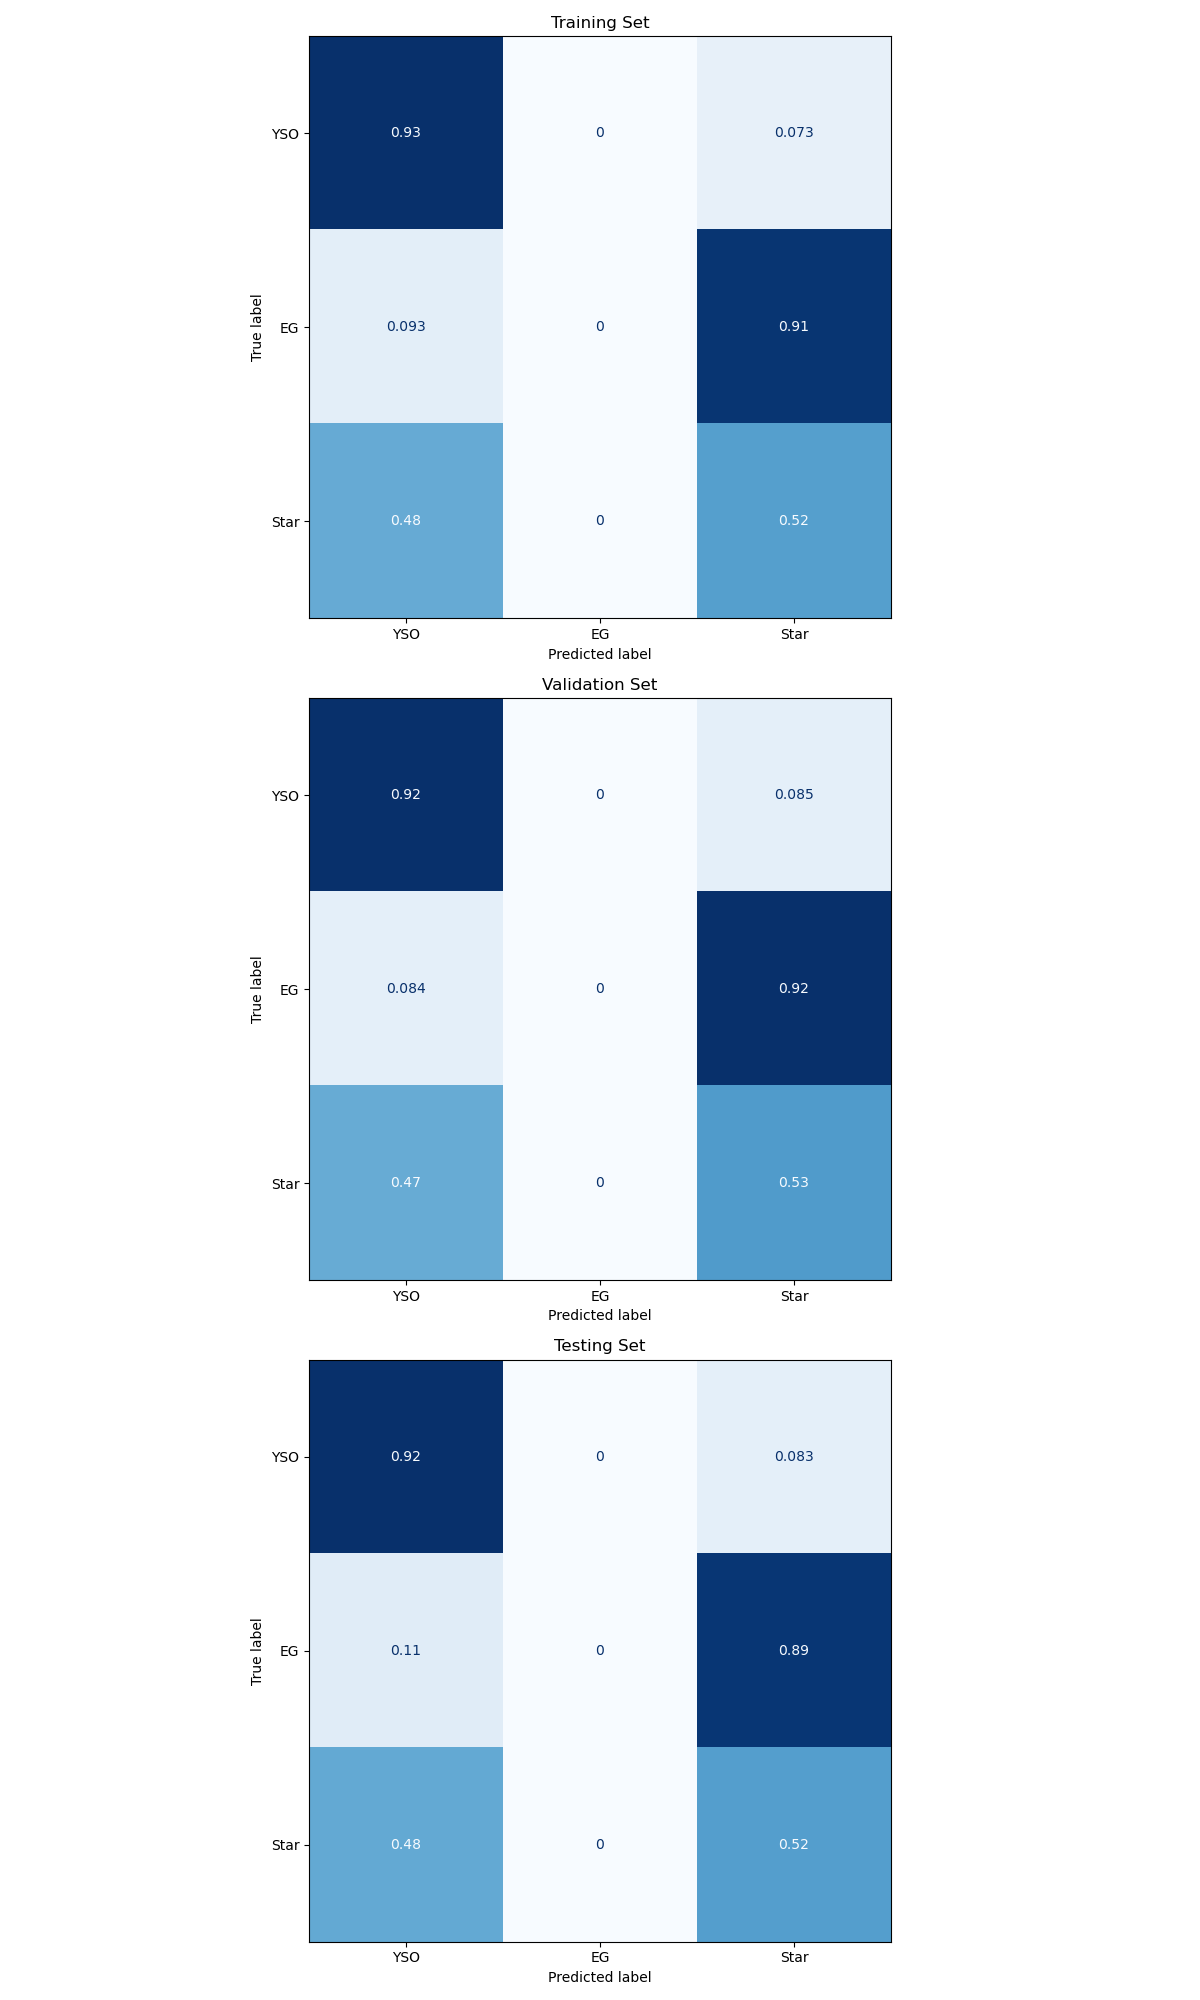 Training Set
YSO 0.93 0 0.073
EG 0.093 0 0.91
Star 0.48 0 0.52
True label
YSO EG Star
Predicted label
Validation Set
YSO 0.92 0 0.085
EG 0.084 0 0.92
Star 0.47 0 0.53
True label
YSO EG Star
Predicted label
Testing Set
YSO 0.92 0 0.083
EG 0.11 0 0.89
Star 0.48 0 0.52
True label
YSO EG Star
Predicted label